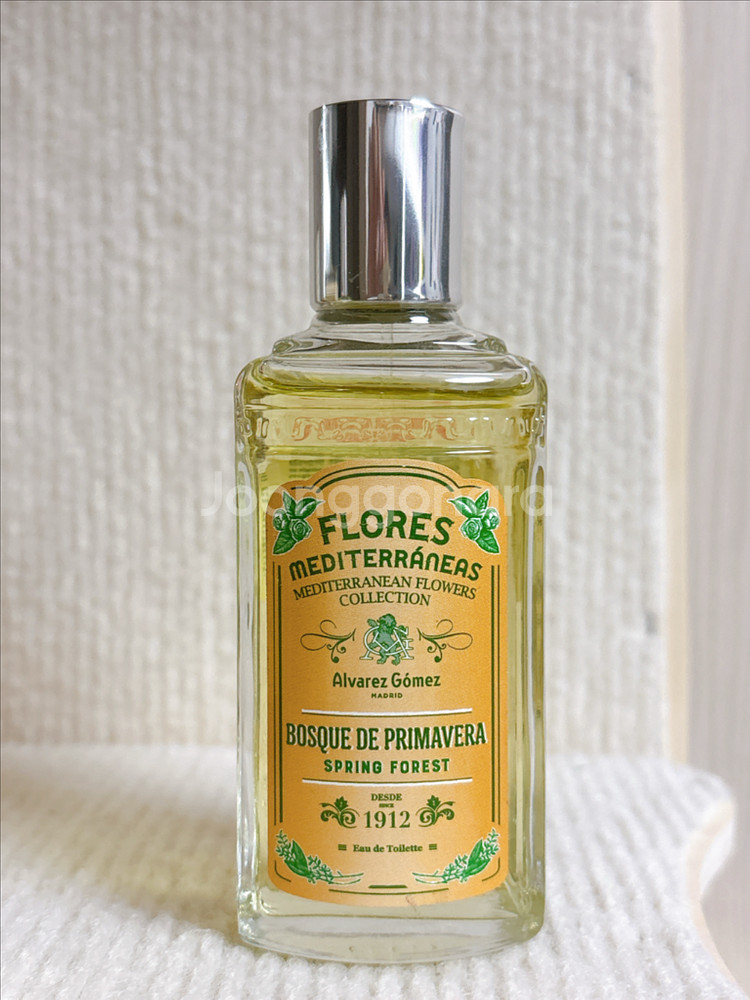 Joonggonara
FLORES
MEDITERRÁNEAS
MEDITERRANEAN FLOWERS
COLLECTION
Alvarez Gómez
MADRID
BOSQUE DE PRIMAVERA
SPRING FOREST
DESDE
SINCE
1912
Eau de Toilette